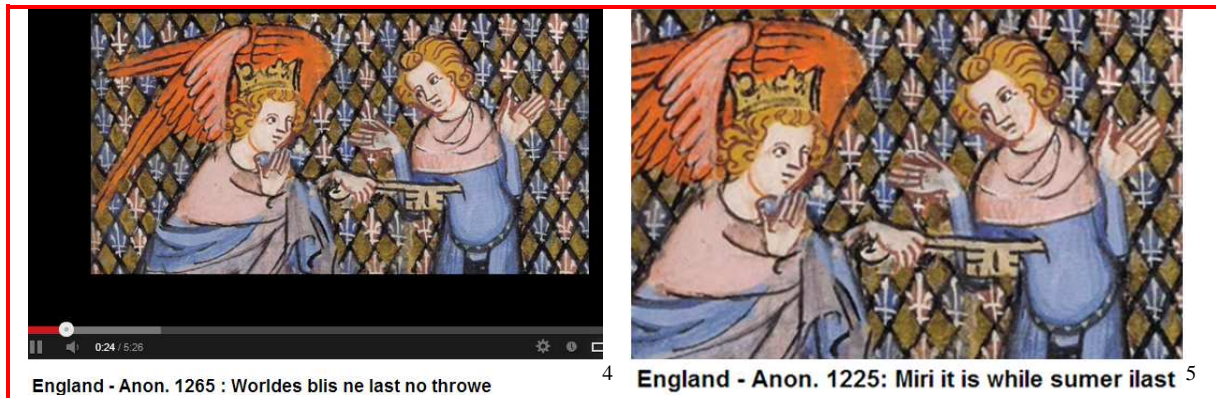 0:24 / 5:26
England - Anon. 1265 : Worldes blis ne last no throwe
4
England - Anon. 1225: Miri it is while sumer ilast
5